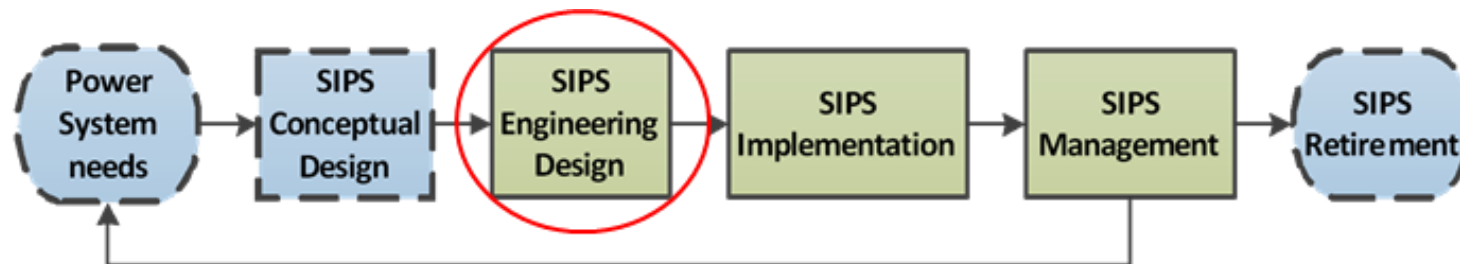 Power
System
needs
SIPS
Conceptual
Design
SIPS
Engineering
Design
SIPS
Implementation
SIPS
Management
SIPS
Retirement